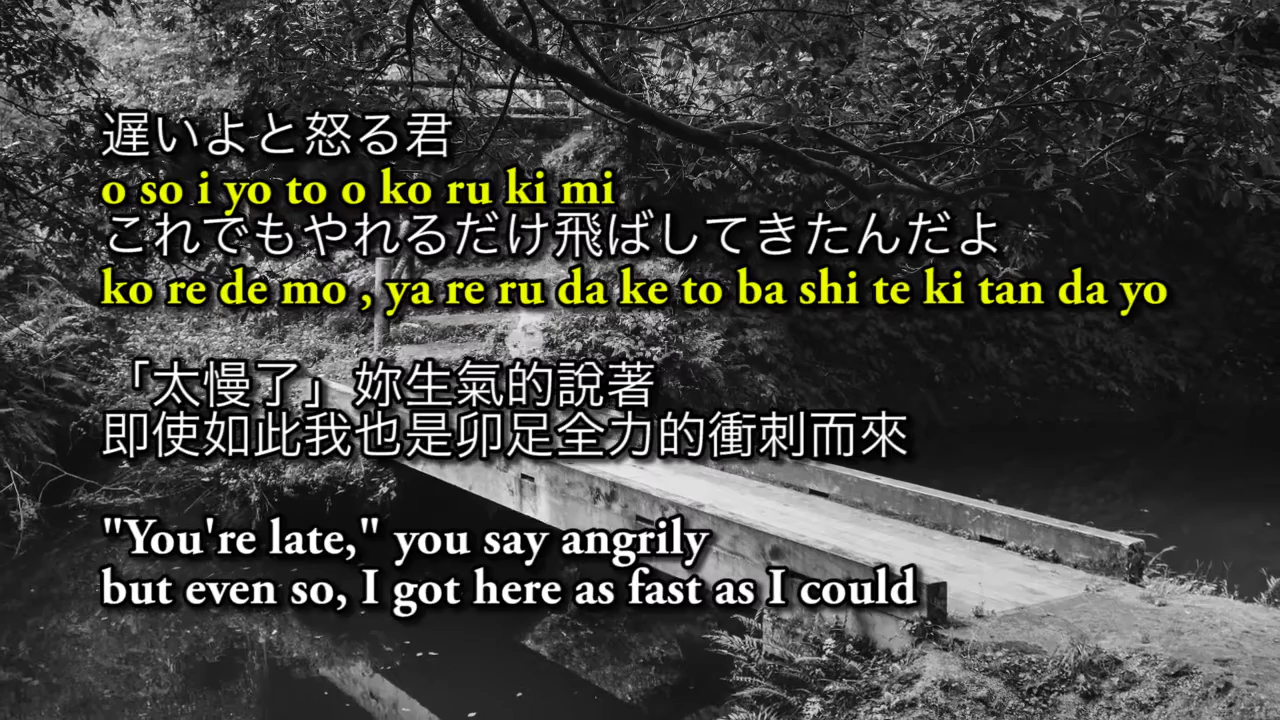 遅いよと怒る君
o so i yo to o ko ru ki mi
これでもやれるだけ飛ばしてきたんだよ
ko re de mo , ya re ru da ke to ba shi te ki tan da yo
「太慢了」妳生氣的說著
即使如此我也是卯足全力的衝刺而來
"You're late," you say angrily
but even so, I got here as fast as I could